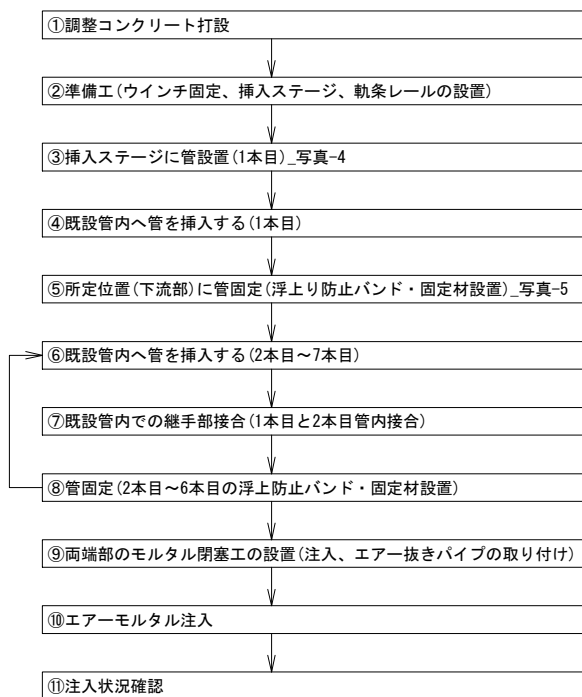 ①調整コンクリート打設
②準備工(ウインチ固定、挿入ステージ、軌条レールの設置)
③挿入ステージに管設置(1本目)_写真-4
④既設管内へ管を挿入する(1本目)
⑤所定位置(下流部)に管固定(浮上り防止バンド・固定材設置)_写真-5
⑥既設管内へ管を挿入する(2本目～7本目)
⑦既設管内での継手部接合(1本目と2本目管内接合)
⑧管固定(2本目～6本目の浮上防止バンド・固定材設置)
⑨両端部のモルタル閉塞工の設置(注入、エアー抜きパイプの取り付け)
⑩エアーモルタル注入
⑪注入状況確認